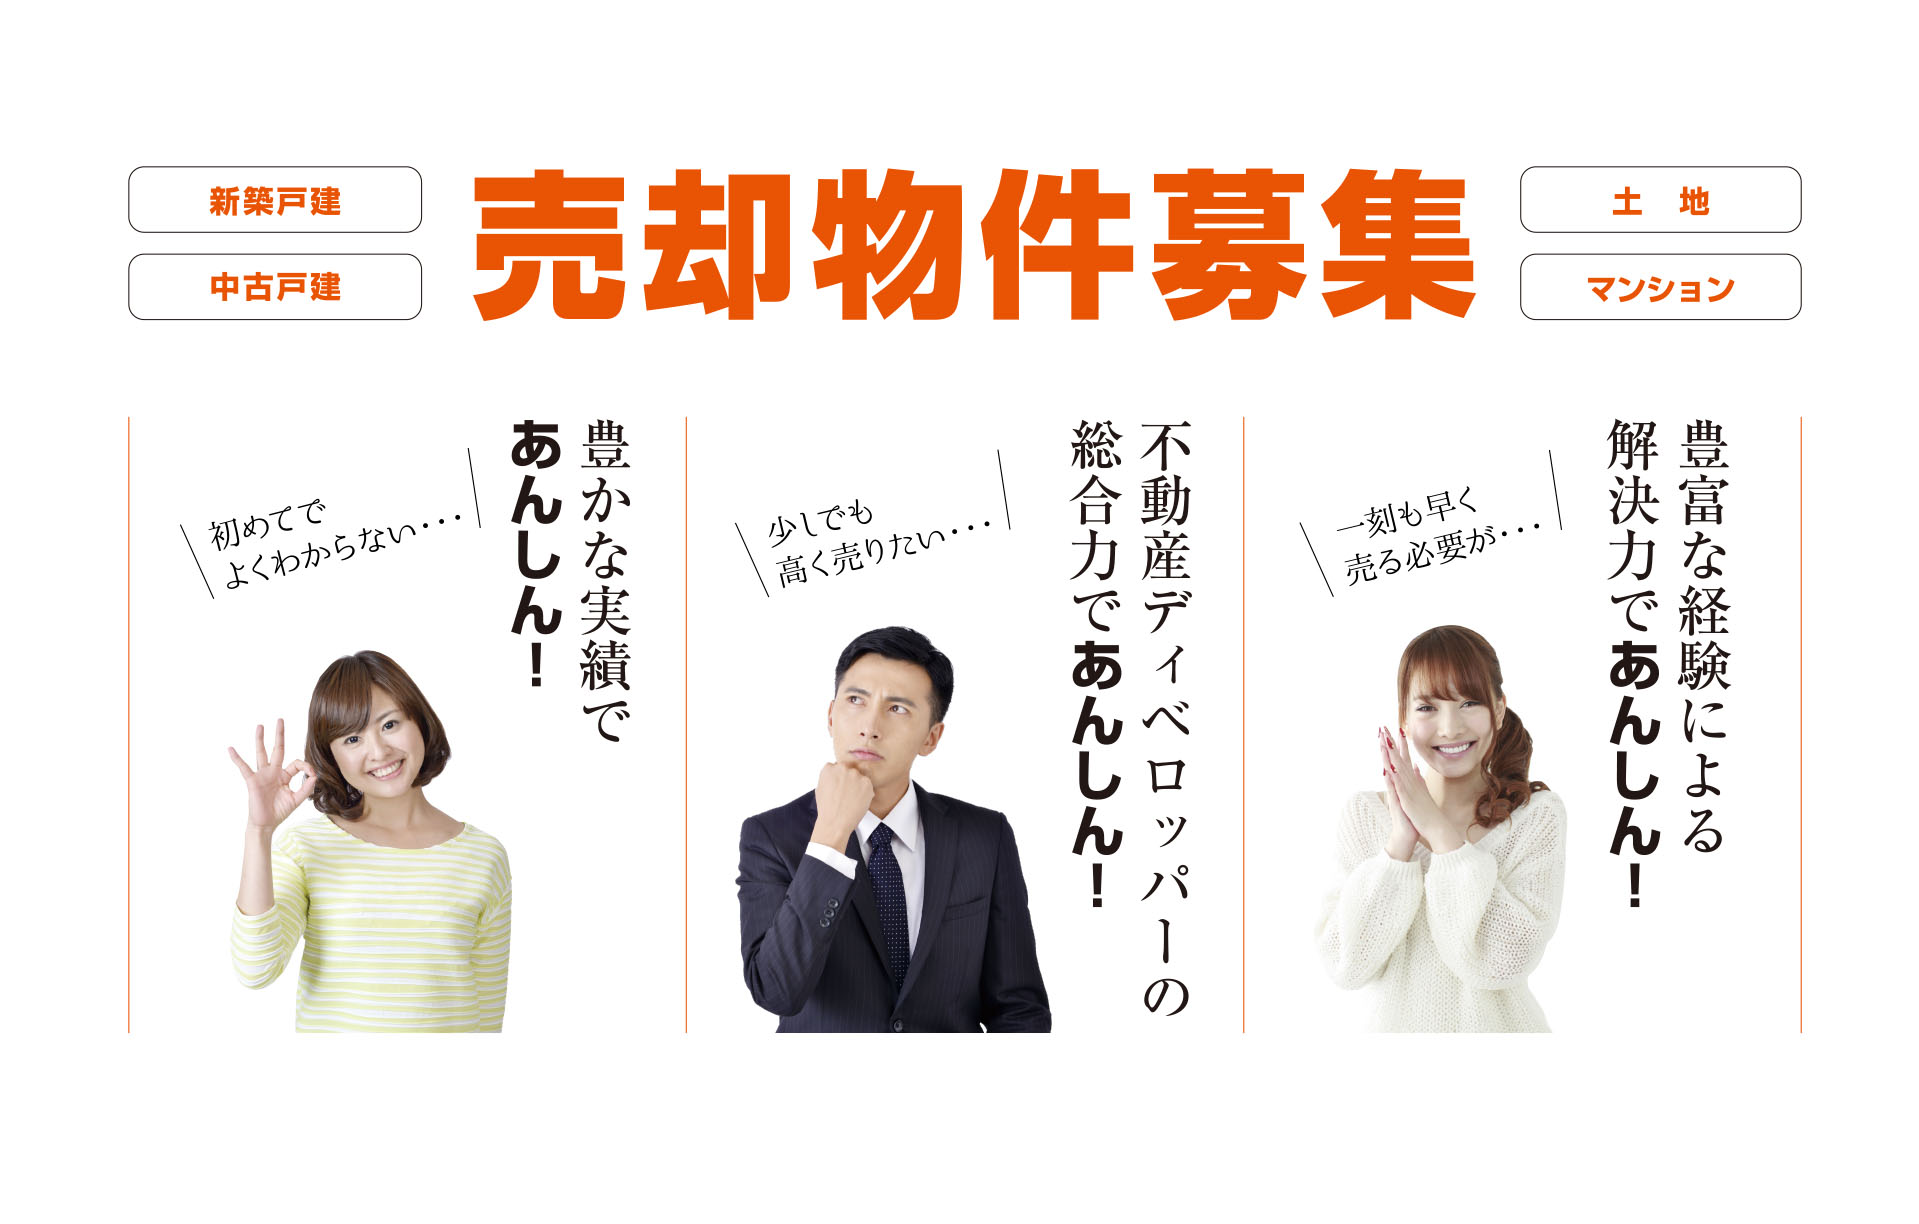 新築戸建
中古戸建
売却物件募集
土　地
マンション
初めてで
よくわからない・・・
豊かな実績で
あんしん！
少しでも
高く売りたい・・・
不動産ディベロッパーの
総合力であんしん！
一刻も早く
売る必要が・・・
豊富な経験による
解決力であんしん！